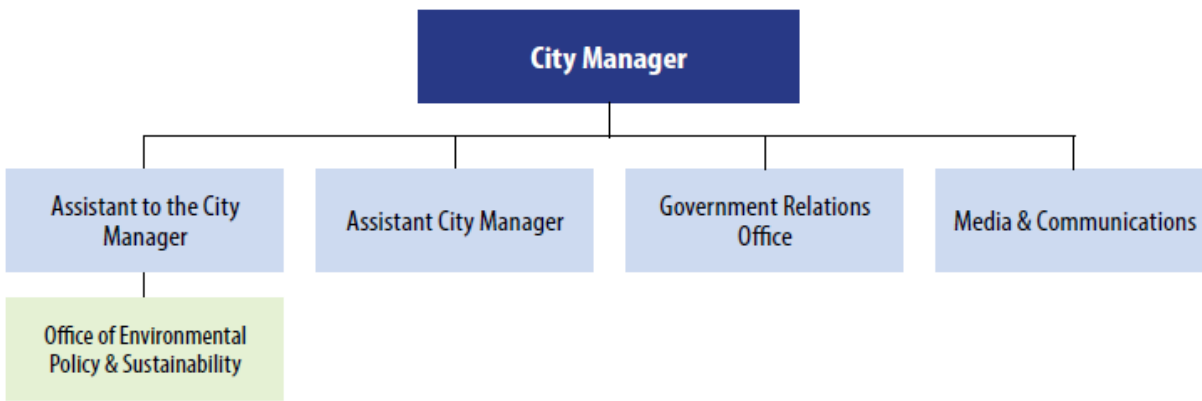 City Manager
Assistant to the City
Manager
Assistant City Manager
Government Relations
Office
Media & Communications
Office of Environmental
Policy & Sustainability